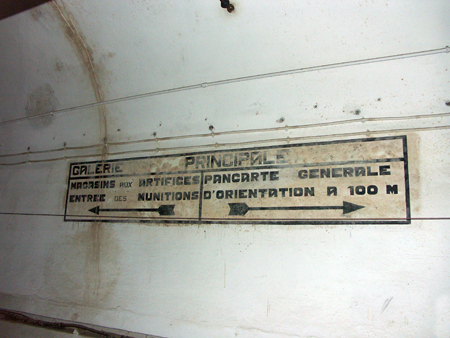 GALERIE PRINCIPALE
MAGASINS AUX ARTIFICES
ENTREE DES MUNITIONS
PANCARTE GENERALE
D'ORIENTATION A 100 M